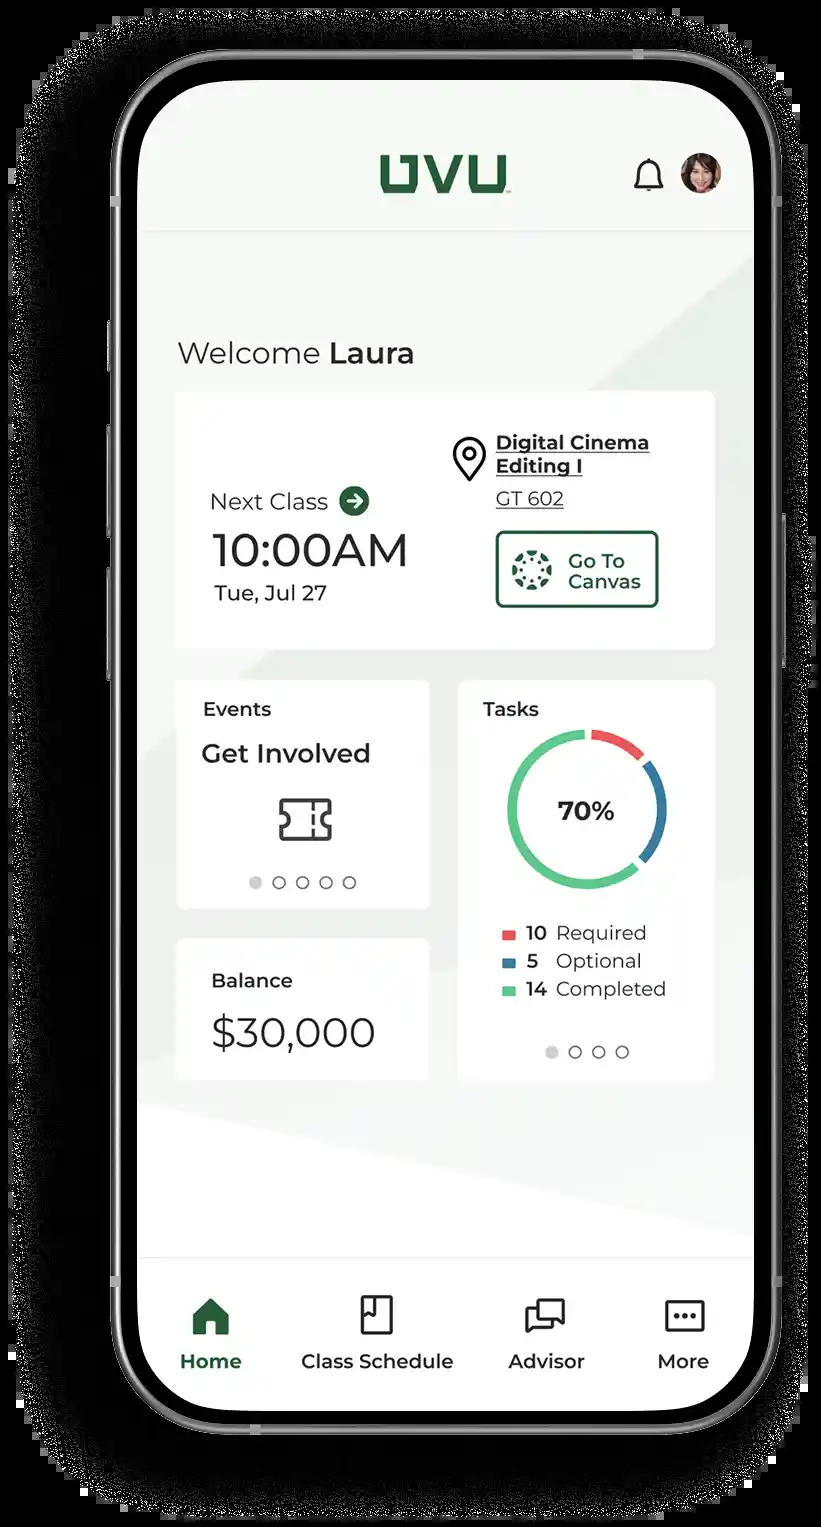 UVU
Welcome Laura
Next Class
10:00AM
Tue, Jul 27
Digital Cinema
Editing I
GT 602
Go To
Canvas
Events
Get Involved
Balance
$30,000
Tasks
70%
10 Required
5 Optional
14 Completed
Home
Class Schedule
Advisor
More